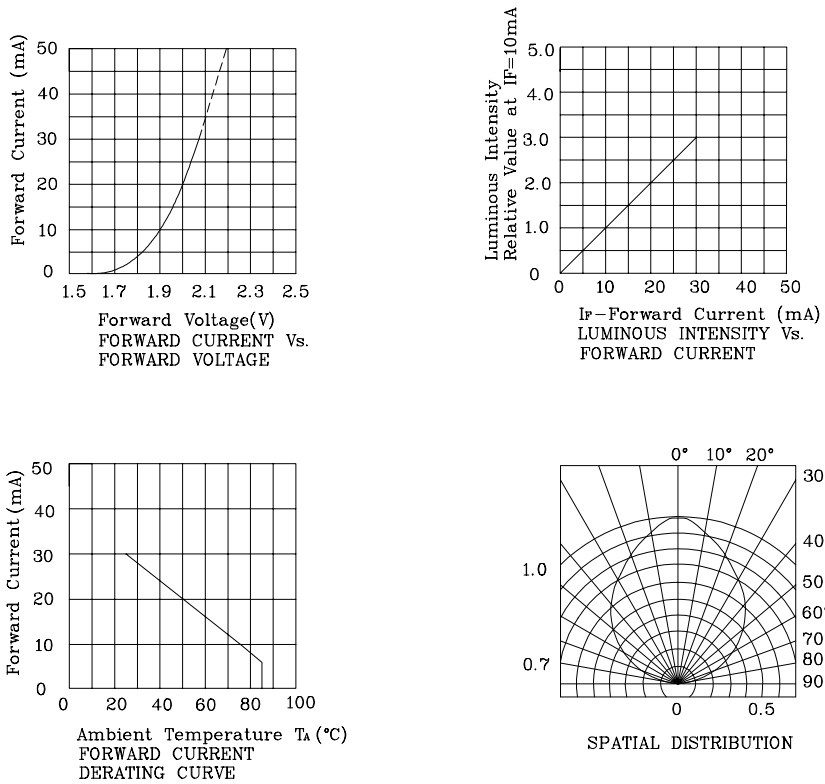 Forward Current (mA)
50
40
30
20
10
0
1.5 1.7 1.9 2.1 2.3 2.5
Forward Voltage(V)
FORWARD CURRENT Vs.
FORWARD VOLTAGE
Luminous Intensity
Relative Value at IF=10mA
5.0
4.0
3.0
2.0
1.0
0
0 10 20 30 40 50
IF-Forward Current (mA)
LUMINOUS INTENSITY Vs.
FORWARD CURRENT
Forward Current(mA)
50
40
30
20
10
0
0 20 40 60 80 100
Ambient Temperature TA (°C)
FORWARD CURRENT
DERATING CURVE
0° 10° 20°
30
40
50
60°
70
80
90
1.0
0.7
0 0.5
SPATIAL DISTRIBUTION